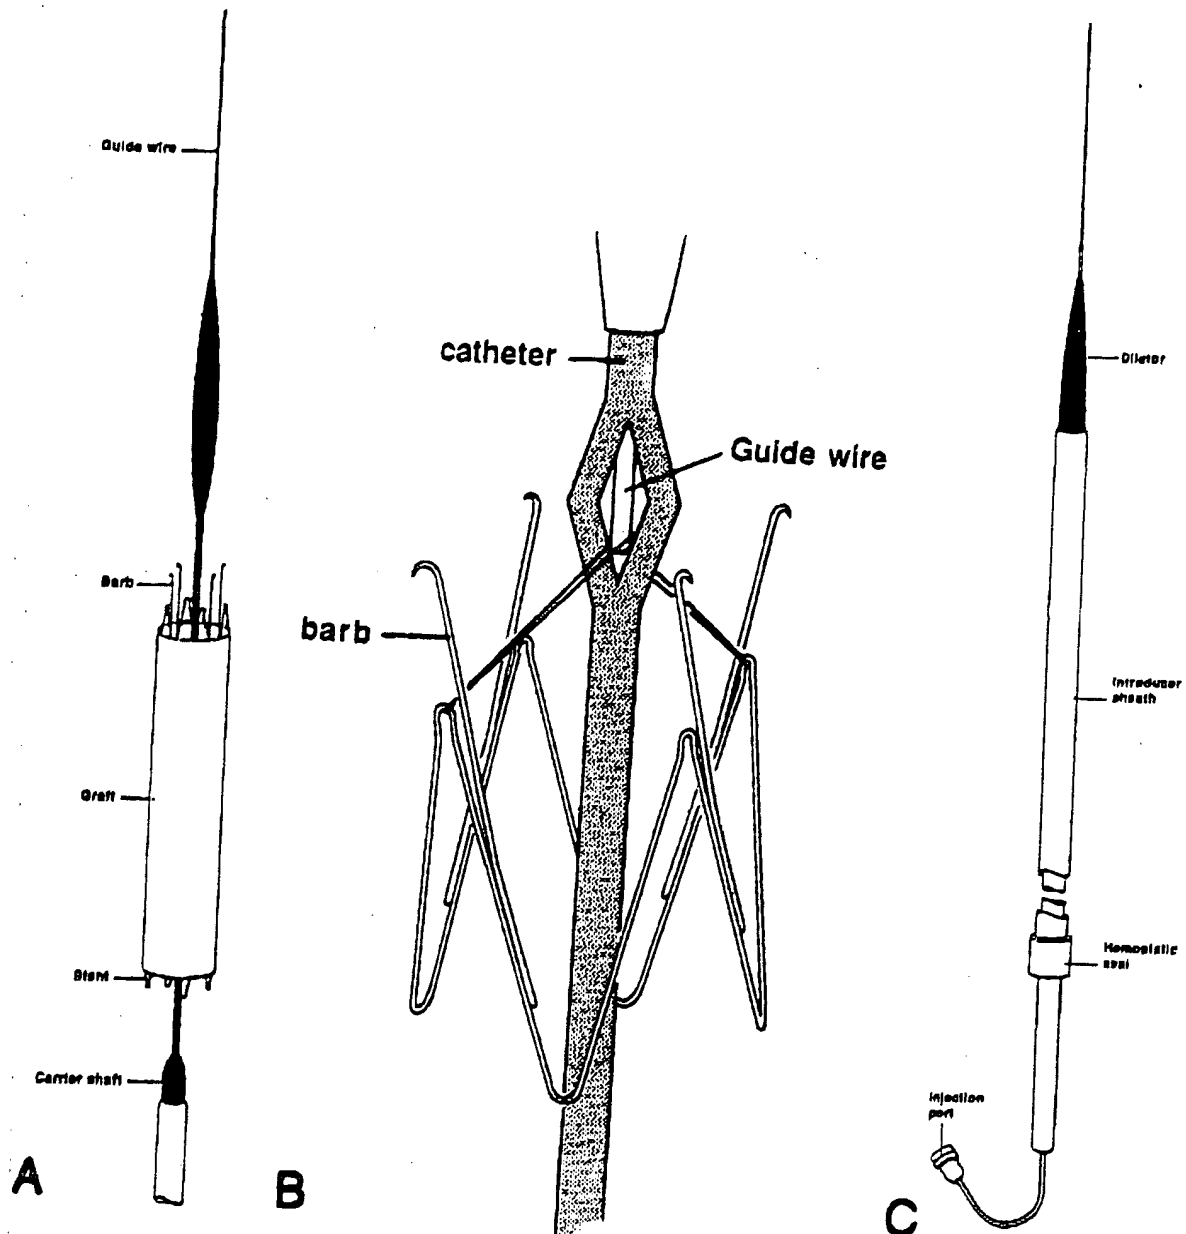 Guide wire
Barb
Graft
Stent
Carrier shaft
A
catheter
Guide wire
barb
B
Dilator
Introducer
sheath
Hemostatic
seal
Injection
port
C